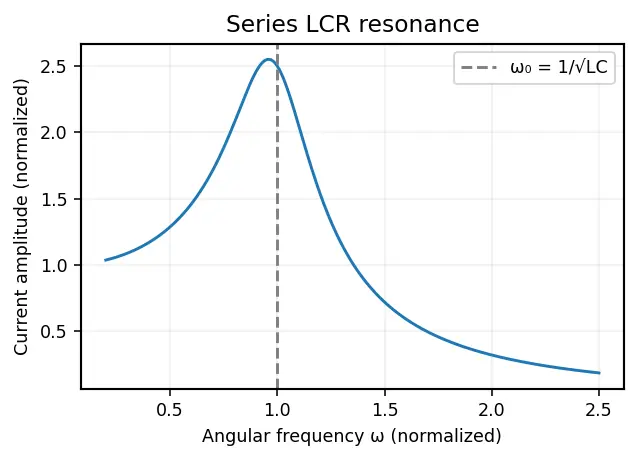 Series LCR resonance
ω₀ = 1/√LC
Current amplitude (normalized)
2.5
2.0
1.5
1.0
0.5
0.5 1.0 1.5 2.0 2.5
Angular frequency ω (normalized)